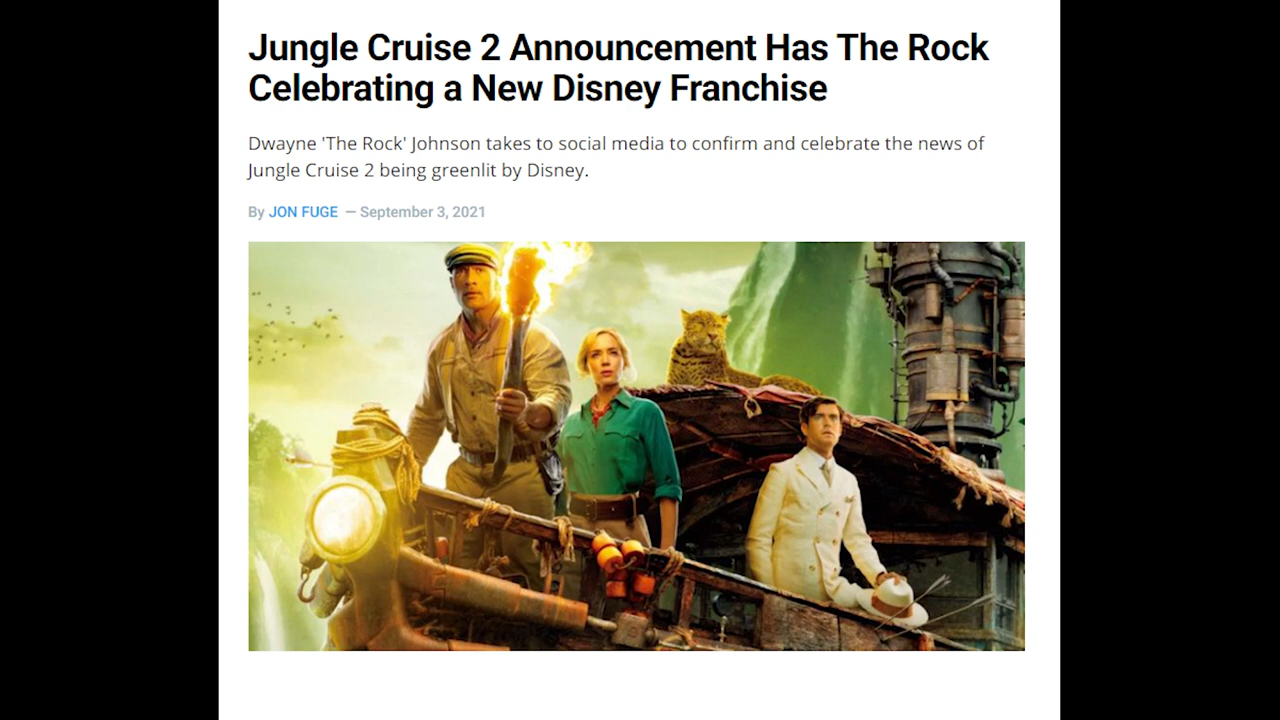 Jungle Cruise 2 Announcement Has The Rock
Celebrating a New Disney Franchise
Dwayne 'The Rock' Johnson takes to social media to confirm and celebrate the news of
Jungle Cruise 2 being greenlit by Disney.
By JON FUGE — September 3, 2021